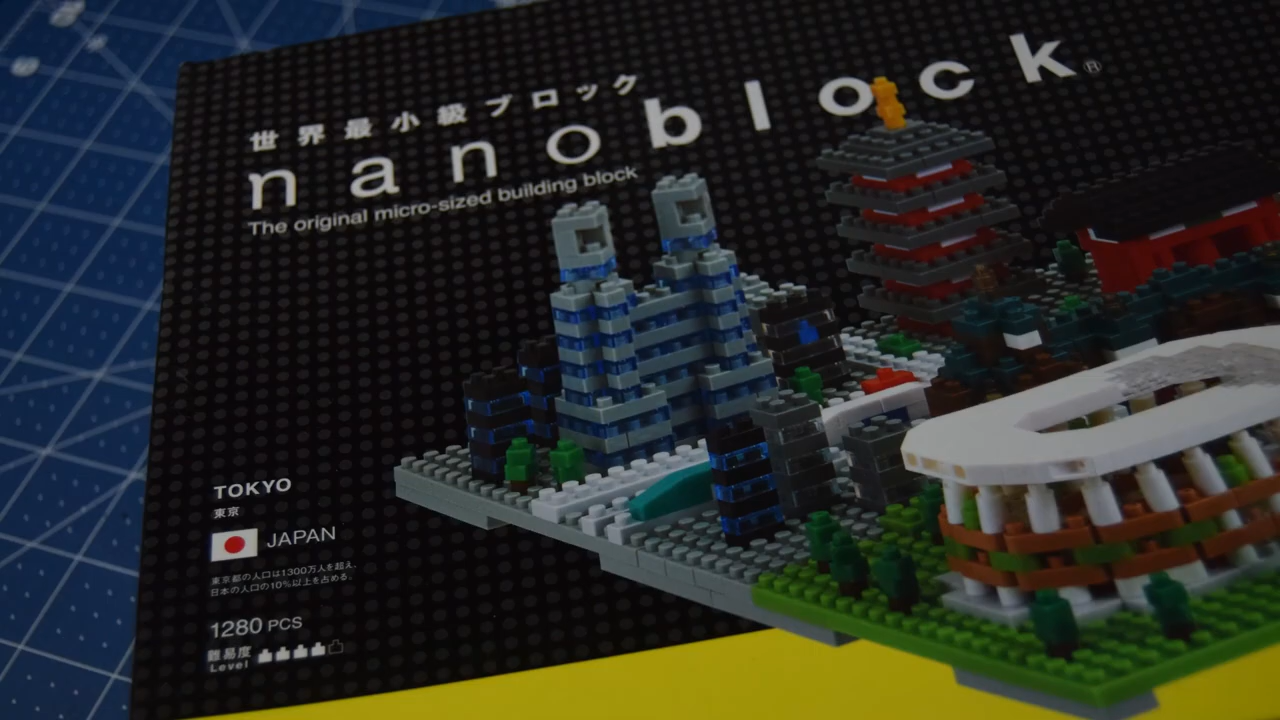 世界最小級ブロック
nanoblock®
The original micro-sized building block
TOKYO
東京
JAPAN
東京都の人口は1300万人を超え、
日本の人口の10%以上を占める。
1280 PCS
難易度
Level